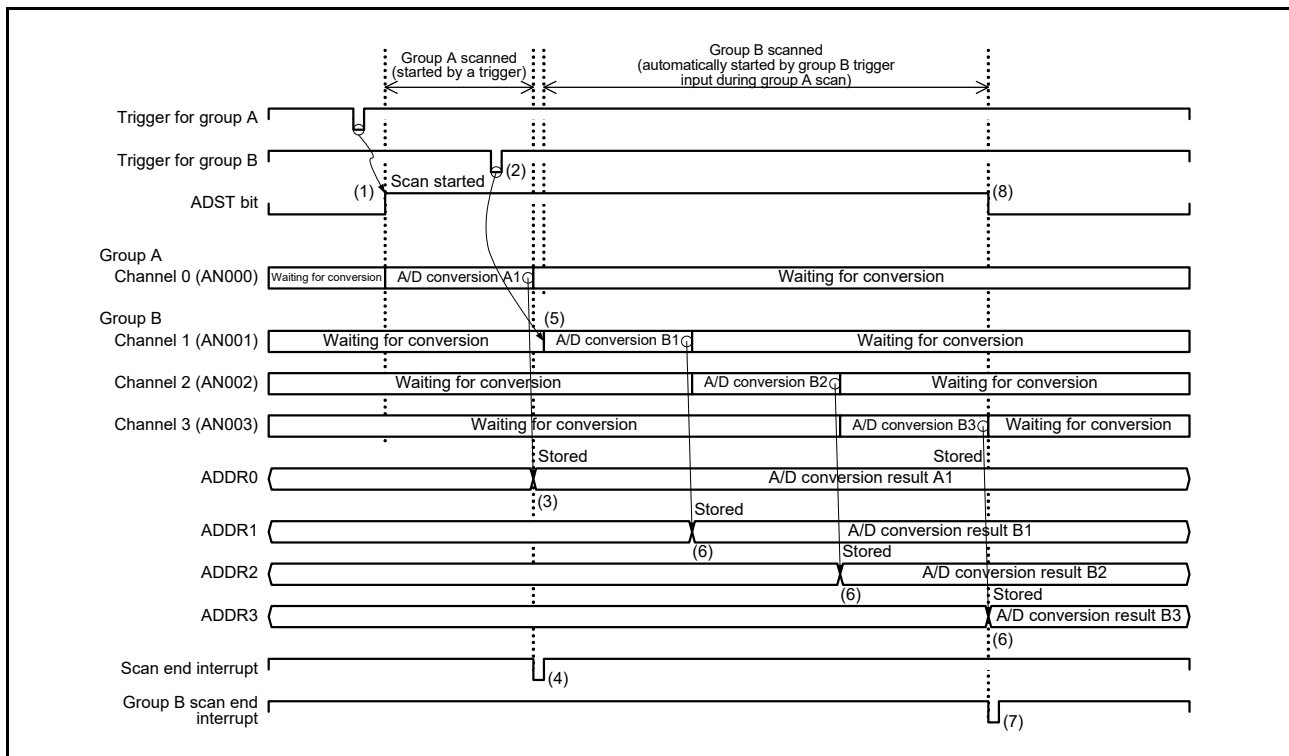 Group A scanned
(started by a trigger)
Group B scanned
(automatically started by group B trigger
input during group A scan)
Trigger for group A
Trigger for group B
(2)
(1)
Scan started
(8)
ADST bit
Group A
Channel 0 (AN000)
Waiting for conversion
A/D conversion A1
Waiting for conversion
Group B
(5)
Channel 1 (AN001)
Waiting for conversion
A/D conversion B1
Waiting for conversion
Channel 2 (AN002)
Waiting for conversion
A/D conversion B2
Waiting for conversion
Channel 3 (AN003)
Waiting for conversion
A/D conversion B3
Waiting for conversion
Stored
Stored
ADDR0
A/D conversion result A1
(3)
Stored
ADDR1
A/D conversion result B1
(6)
Stored
ADDR2
A/D conversion result B2
(6)
Stored
ADDR3
A/D conversion result B3
(6)
Scan end interrupt
(4)
Group B scan end
interrupt
(7)